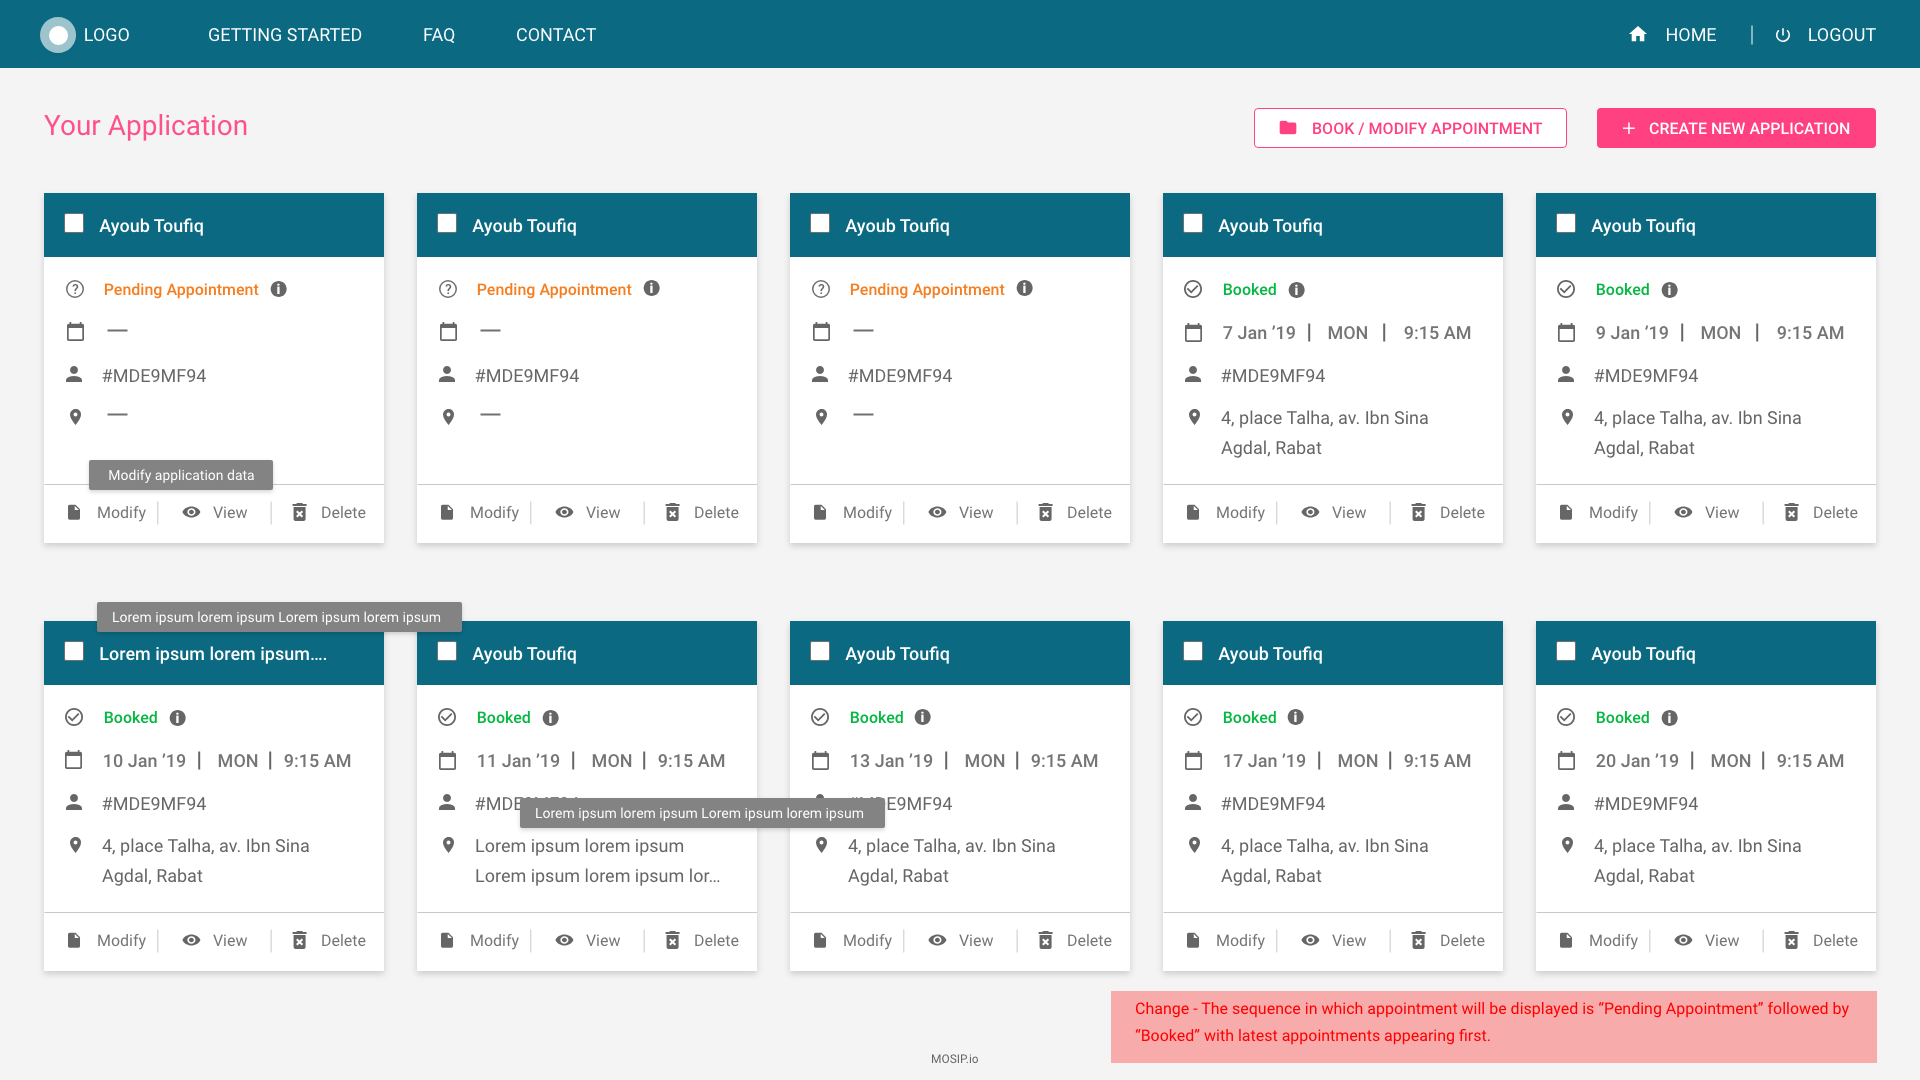 LOGO GETTING STARTED FAQ CONTACT HOME | LOGOUT
Your Application
BOOK / MODIFY APPOINTMENT
+ CREATE NEW APPLICATION
Ayoub Toufiq
Pending Appointment
—
#MDE9MF94
—
Modify application data
Modify View Delete
Ayoub Toufiq
Pending Appointment
—
#MDE9MF94
—
Modify View Delete
Ayoub Toufiq
Pending Appointment
—
#MDE9MF94
—
Modify View Delete
Ayoub Toufiq
Booked
7 Jan ’19 | MON | 9:15 AM
#MDE9MF94
4, place Talha, av. Ibn Sina
Agdal, Rabat
Modify View Delete
Ayoub Toufiq
Booked
9 Jan ’19 | MON | 9:15 AM
#MDE9MF94
4, place Talha, av. Ibn Sina
Agdal, Rabat
Modify View Delete
Lorem ipsum lorem ipsum Lorem ipsum lorem ipsum
Lorem ipsum lorem ipsum....
Booked
10 Jan ’19 | MON | 9:15 AM
#MDE9MF94
4, place Talha, av. Ibn Sina
Agdal, Rabat
Modify View Delete
Ayoub Toufiq
Booked
11 Jan ’19 | MON | 9:15 AM
Lorem ipsum lorem ipsum Lorem ipsum lorem ipsum
Lorem ipsum lorem ipsum
Lorem ipsum lorem ipsum lor...
Modify View Delete
Ayoub Toufiq
Booked
13 Jan ’19 | MON | 9:15 AM
4, place Talha, av. Ibn Sina
Agdal, Rabat
Modify View Delete
Ayoub Toufiq
Booked
17 Jan ’19 | MON | 9:15 AM
#MDE9MF94
4, place Talha, av. Ibn Sina
Agdal, Rabat
Modify View Delete
Ayoub Toufiq
Booked
20 Jan ’19 | MON | 9:15 AM
#MDE9MF94
4, place Talha, av. Ibn Sina
Agdal, Rabat
Modify View Delete
Change - The sequence in which appointment will be displayed is “Pending Appointment” followed by
“Booked” with latest appointments appearing first.
MOSIP.io